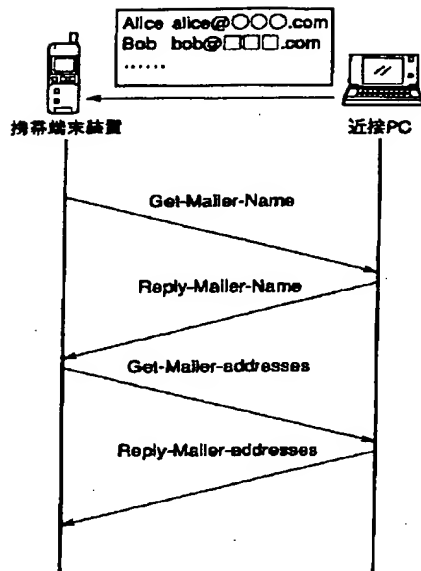 Alice alice@○○○.com
Bob bob@□□□.com
……
携帯端末装置
近接PC
Get-Mailer-Name
Reply-Mailer-Name
Get-Mailer-addresses
Reply-Mailer-addresses